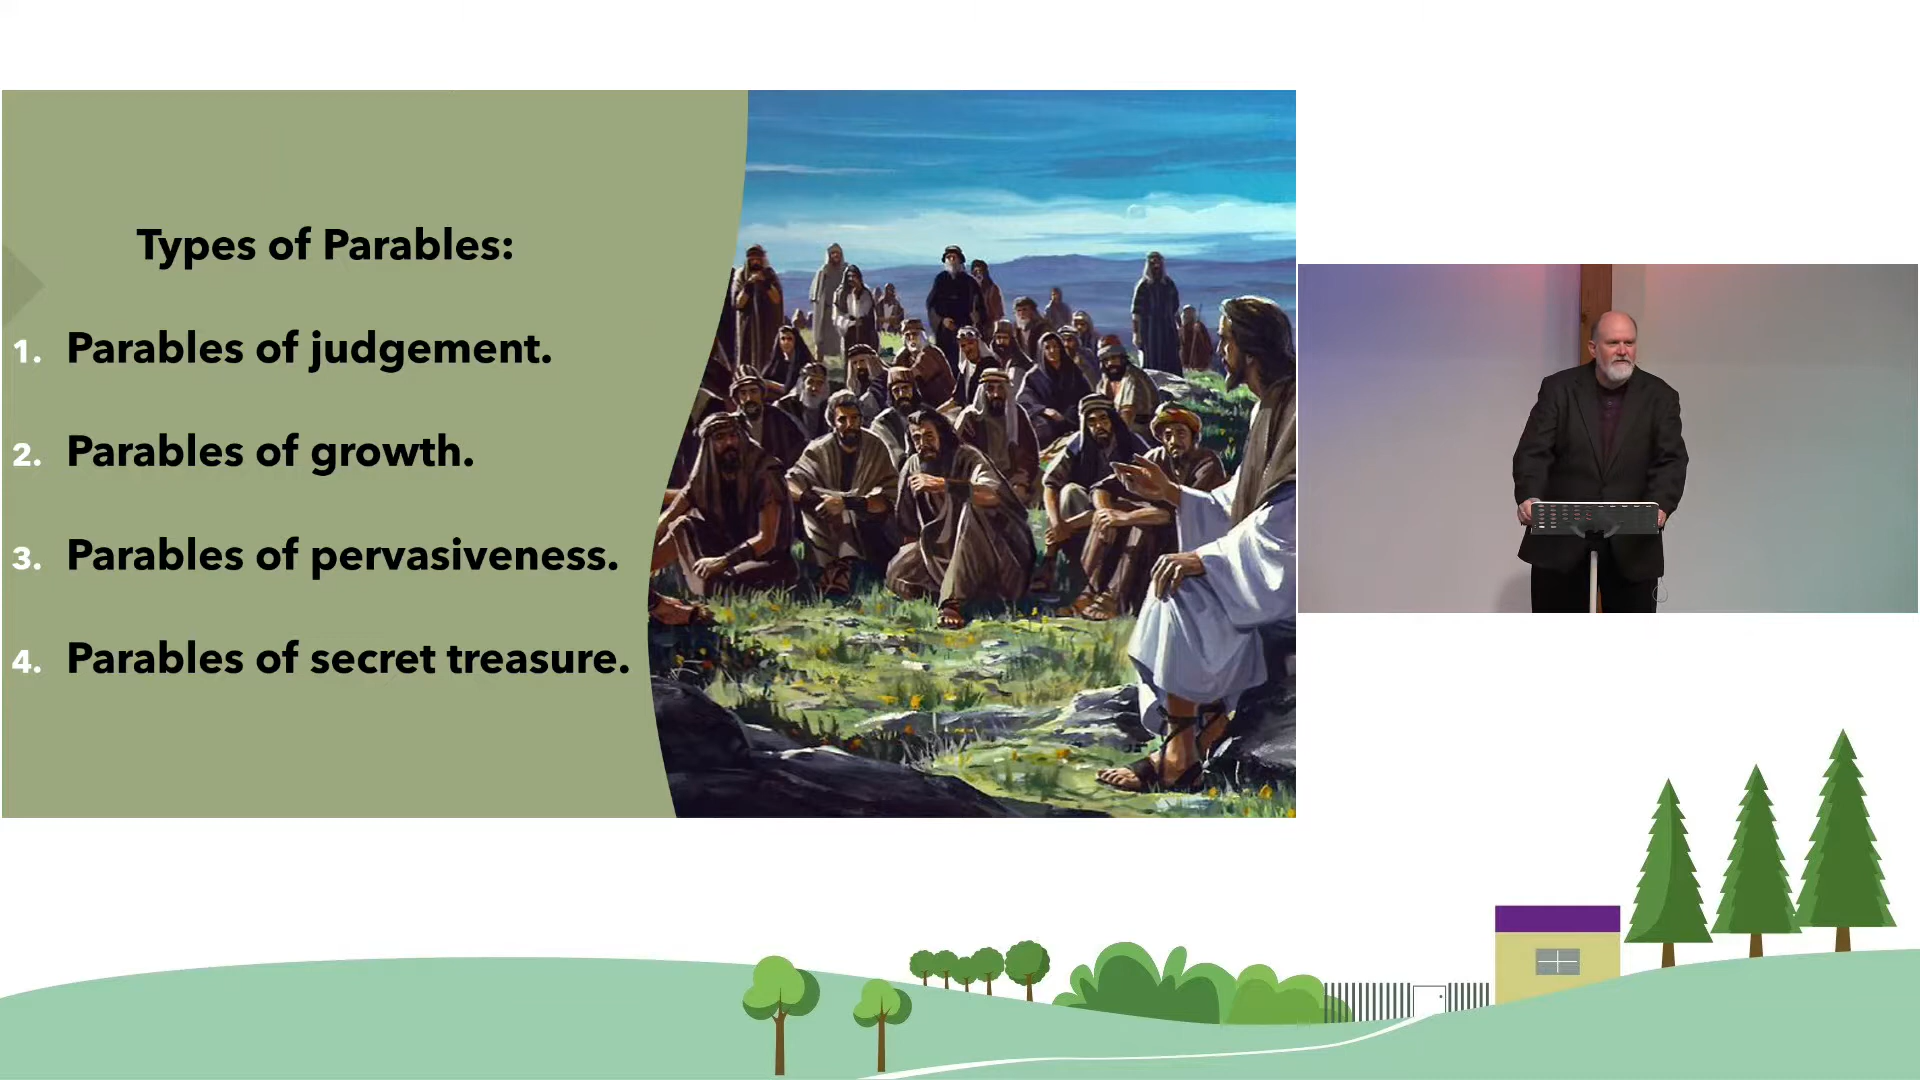 Types of Parables:
1. Parables of judgement.
2. Parables of growth.
3. Parables of pervasiveness.
4. Parables of secret treasure.